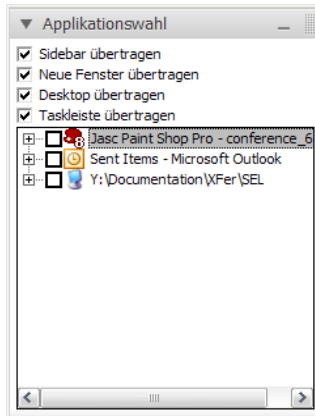 Applikationswahl
Sidebar übertragen
Neue Fenster übertragen
Desktop übertragen
Taskleiste übertragen
Jasc Paint Shop Pro - conference_6
Sent Items - Microsoft Outlook
Y:\Documentation\XFer\SEL